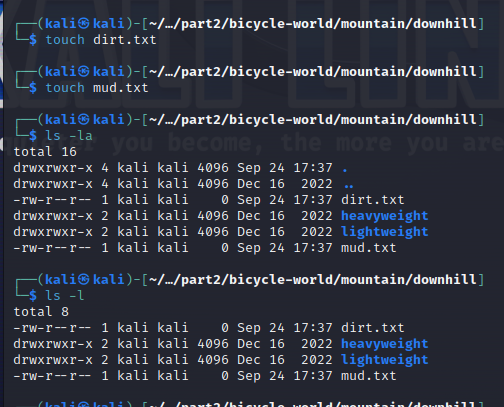 ┌──(kali㉿kali)-[~/…/part2/bicycle-world/mountain/downhill]
└─$ touch dirt.txt
┌──(kali㉿kali)-[~/…/part2/bicycle-world/mountain/downhill]
└─$ touch mud.txt
┌──(kali㉿kali)-[~/…/part2/bicycle-world/mountain/downhill]
└─$ ls -la
total 16
drwxrwxr-x 4 kali kali 4096 Sep 24 17:37 .
drwxrwxr-x 4 kali kali 4096 Dec 16  2022 ..
-rw-r--r-- 1 kali kali    0 Sep 24 17:37 dirt.txt
drwxrwxr-x 2 kali kali 4096 Dec 16  2022 heavyweight
drwxrwxr-x 2 kali kali 4096 Dec 16  2022 lightweight
-rw-r--r-- 1 kali kali    0 Sep 24 17:37 mud.txt
┌──(kali㉿kali)-[~/…/part2/bicycle-world/mountain/downhill]
└─$ ls -l
total 8
-rw-r--r-- 1 kali kali    0 Sep 24 17:37 dirt.txt
drwxrwxr-x 2 kali kali 4096 Dec 16  2022 heavyweight
drwxrwxr-x 2 kali kali 4096 Dec 16  2022 lightweight
-rw-r--r-- 1 kali kali    0 Sep 24 17:37 mud.txt
you become, the more you are